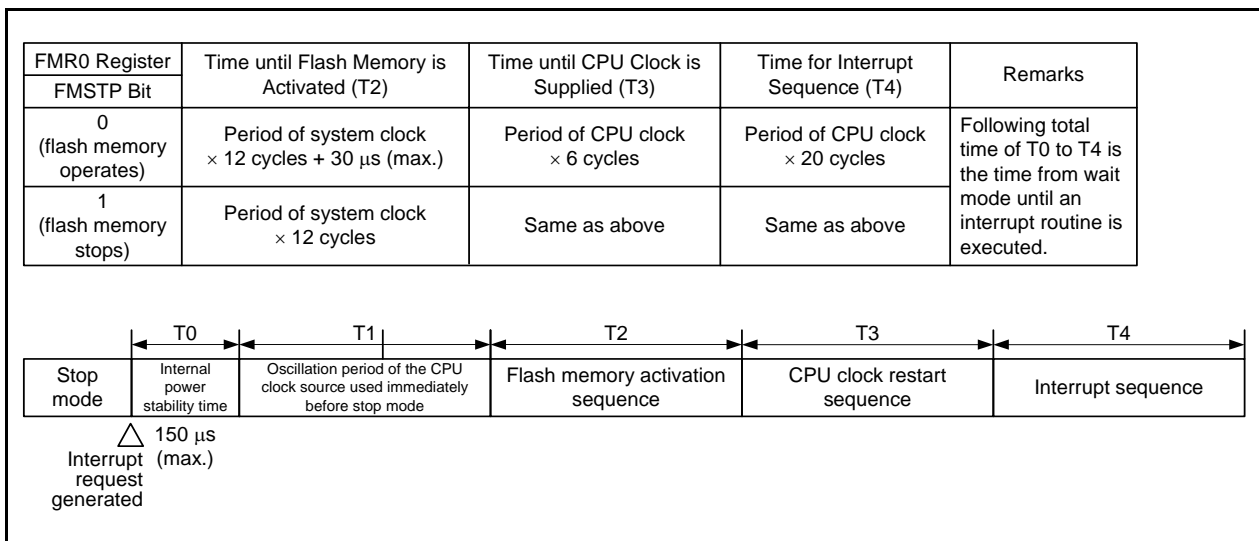 FMR0 Register
FMSTP Bit
Time until Flash Memory is
Activated (T2)
Time until CPU Clock is
Supplied (T3)
Time for Interrupt
Sequence (T4)
Remarks
0
(flash memory
operates)
Period of system clock
× 12 cycles + 30 μs (max.)
Period of CPU clock
× 6 cycles
Period of CPU clock
× 20 cycles
Following total
time of T0 to T4 is
the time from wait
mode until an
interrupt routine is
executed.
1
(flash memory
stops)
Period of system clock
× 12 cycles
Same as above
Same as above
T0
T1
T2
T3
T4
Stop
mode
Internal
power
stability time
Oscillation period of the CPU
clock source used immediately
before stop mode
Flash memory activation
sequence
CPU clock restart
sequence
Interrupt sequence
150 μs
(max.)
Interrupt
request
generated